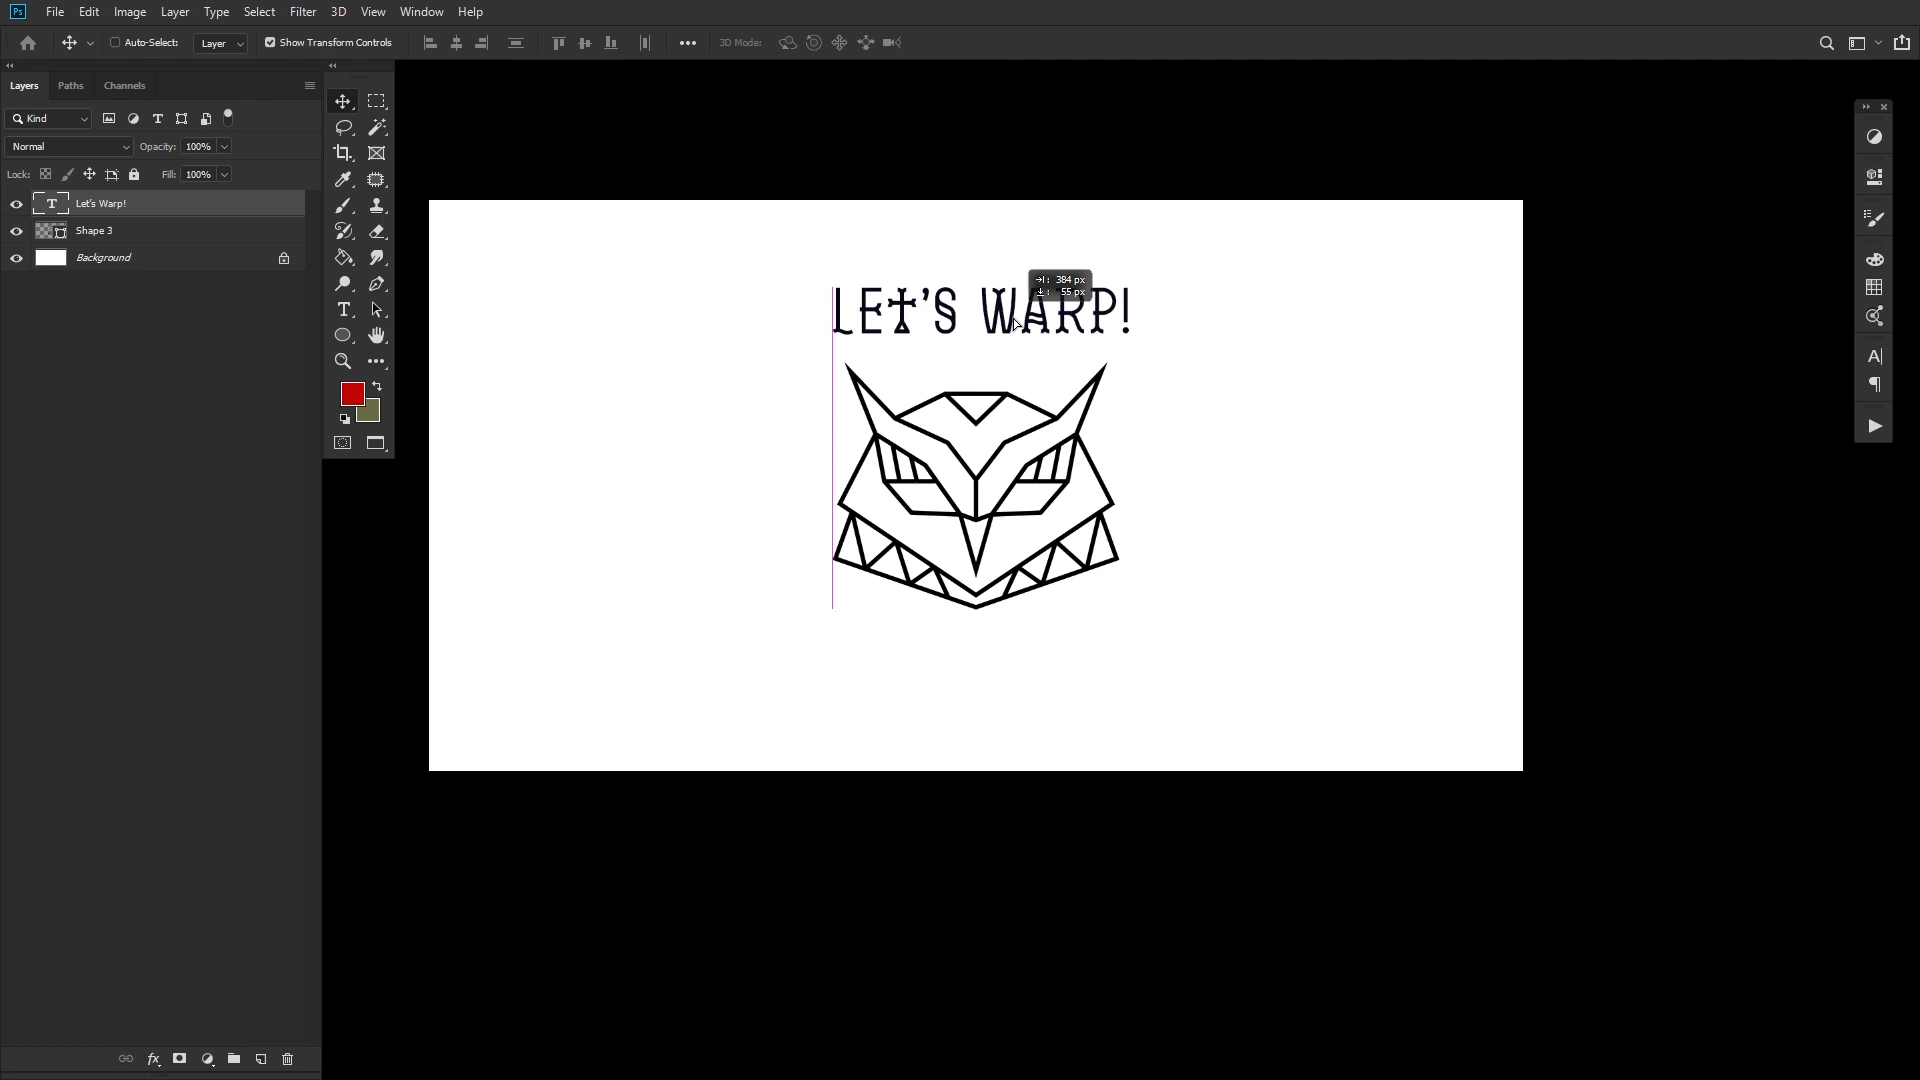 Ps File Edit Image Layer Type Select Filter 3D View Window Help
Auto-Select: Layer Show Transform Controls 3D Mode:
Layers Paths Channels
Kind
Normal Opacity: 100%
Lock: Fill: 100%
Let's Warp!
Shape 3
Background
LET'S WARP!
384 px
55 px